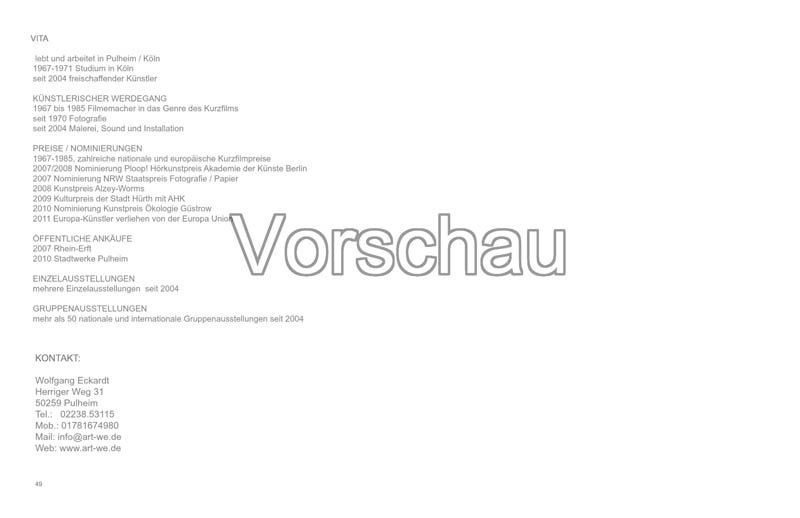 VITA
lebt und arbeitet in Pulheim / Köln
1967-1971 Studium in Köln
seit 2004 freischaffender Künstler
KÜNSTLERISCHER WERDEGANG
1967 bis 1985 Filmemacher in das Genre des Kurzfilms
seit 1970 Fotografie
seit 2004 Malerei, Sound und Installation
PREISE / NOMINIERUNGEN
1967-1985, zahlreiche nationale und europäische Kurzfilmpreise
2007/2008 Nominierung Ploop! Hörkunstpreis Akademie der Künste Berlin
2007 Nominierung NRW Staatspreis Fotografie / Papier
2008 Kunstpreis Alzey-Worms
2009 Kulturpreis der Stadt Hürth mit AHK
2010 Nominierung Kunstpreis Ökologie Güstrow
2011 Europa-Künstler verliehen von der Europa Union
Vorschau
ÖFFENTLICHE ANKÄUFE
2007 Rhein-Erft
2010 Stadtwerke Pulheim
EINZELAUSSTELLUNGEN
mehrere Einzelausstellungen seit 2004
GRUPPENAUSSTELLUNGEN
mehr als 50 nationale und internationale Gruppenausstellungen seit 2004
KONTAKT:
Wolfgang Eckardt
Herriger Weg 31
50259 Pulheim
Tel.: 02238.53115
Mob.: 01781674980
Mail: info@art-we.de
Web: www.art-we.de
49